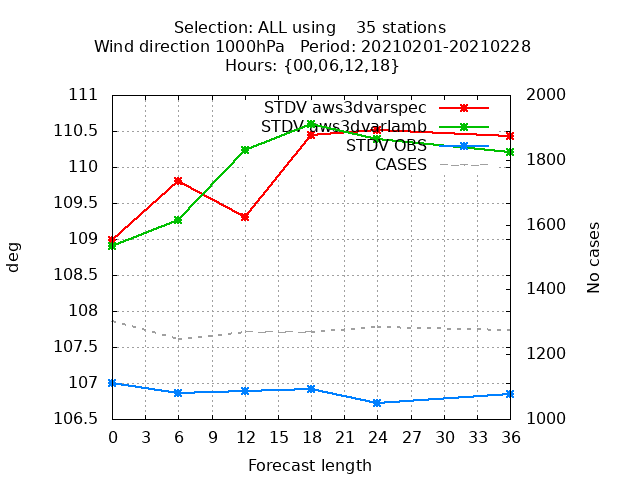 Selection: ALL using    35 stations
Wind direction 1000hPa   Period: 20210201-20210228
Hours: {00,06,12,18}
111
110.5
110
109.5
109
108.5
108
107.5
107
106.5
2000
1800
1600
1400
1200
1000
STDV aws3dvarspec
STDV aws3dvarlamb
STDV OBS
CASES
deg
No cases
0 3 6 9 12 15 18 21 24 27 30 33 36
Forecast length